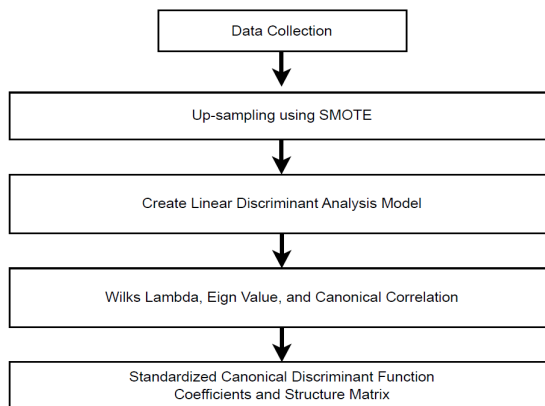 Data Collection
Up-sampling using SMOTE
Create Linear Discriminant Analysis Model
Wilks Lambda, Eign Value, and Canonical Correlation
Standardized Canonical Discriminant Function
Coefficients and Structure Matrix